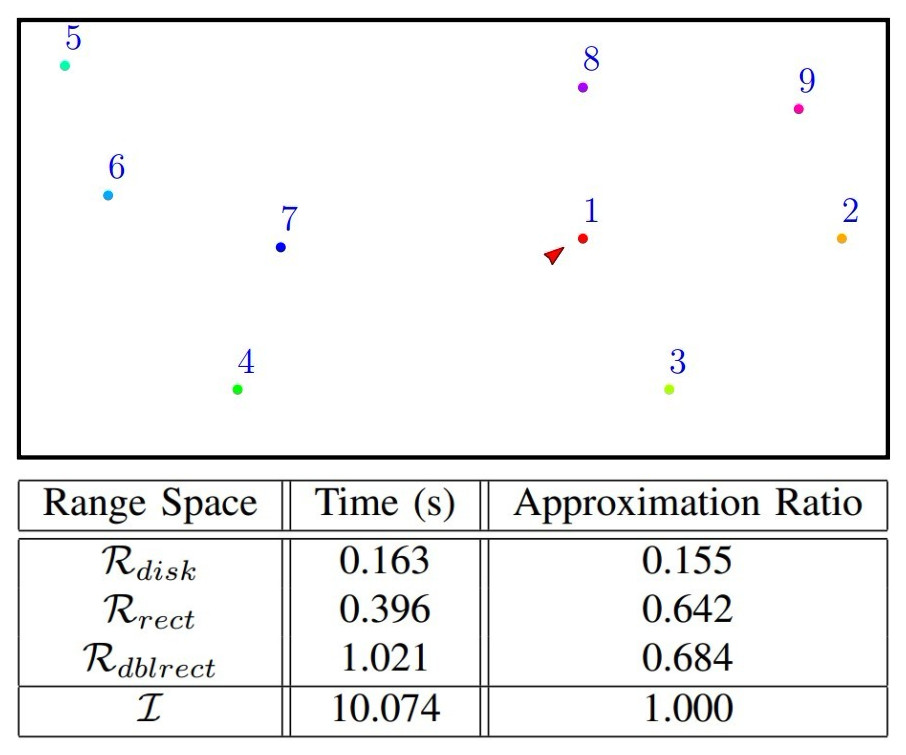 5
8
9
6
7
1
2
4
3
Range Space Time (s) Approximation Ratio
R_disk 0.163 0.155
R_rect 0.396 0.642
R_dblrect 1.021 0.684
I 10.074 1.000